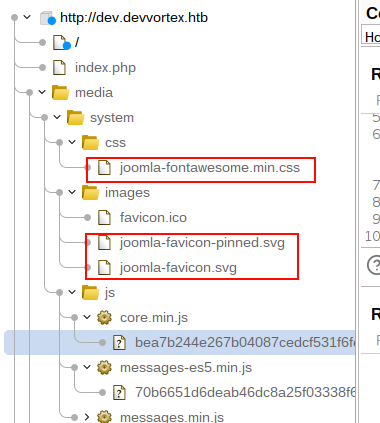 http://dev.devvortex.htb
/
index.php
media
system
css
joomla-fontawesome.min.css
images
favicon.ico
joomla-favicon-pinned.svg
joomla-favicon.svg
js
core.min.js
bea7b244e267b04087cedcf531f6f
messages-es5.min.js
70b6651d6deab46dc8a25f03338f6
messages.min.js
Co
Ho
R
6
7
8
9
10
R